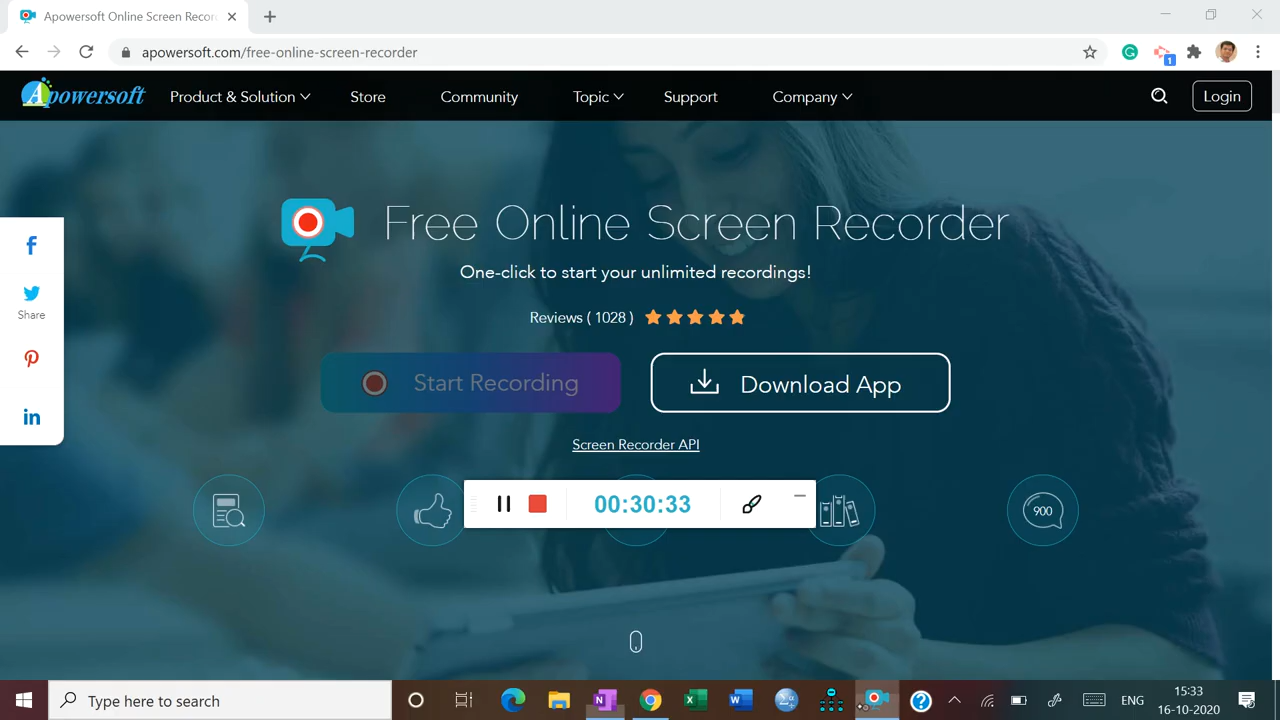 Apowersoft Online Screen Recor
apowersoft.com/free-online-screen-recorder
1
Apowersoft
Product & Solution
Store
Community
Topic
Support
Company
Login
Free Online Screen Recorder
One-click to start your unlimited recordings!
Reviews ( 1028 )
Share
Start Recording
Download App
Screen Recorder API
00:30:33
900
Type here to search
ENG
15:33
16-10-2020